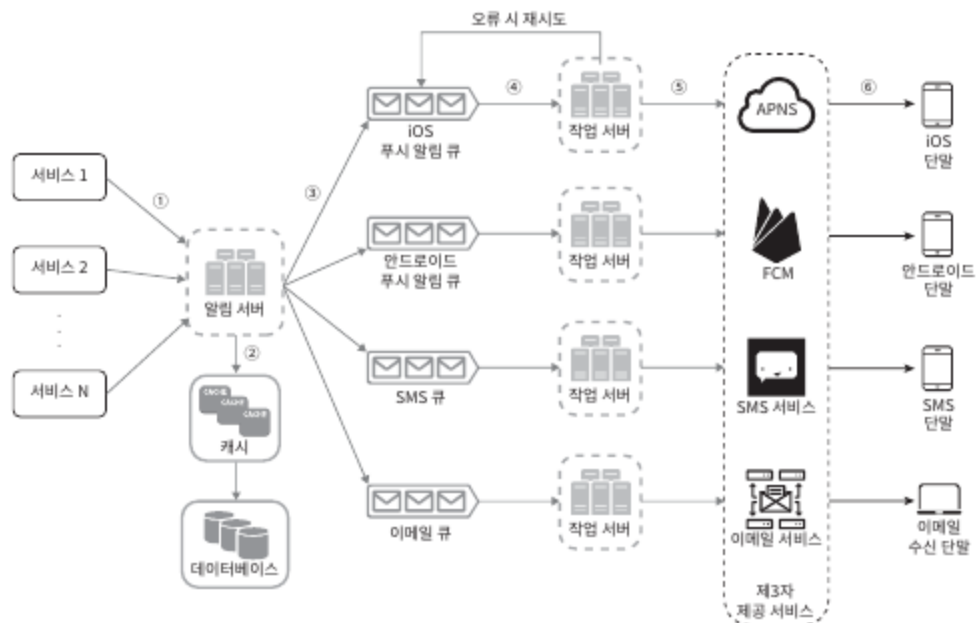 오류 시 재시도
④
⑤
⑥
APNS
iOS
푸시 알림 큐
작업 서버
iOS
단말
서비스 1
①
③
서비스 2
안드로이드
푸시 알림 큐
작업 서버
FCM
안드로이드
단말
알림 서버
②
서비스 N
CACHE
CACHE
CACHE
캐시
SMS 큐
작업 서버
SMS 서비스
SMS
단말
데이터베이스
이메일 큐
작업 서버
이메일 서비스
이메일
수신 단말
제3자
제공 서비스